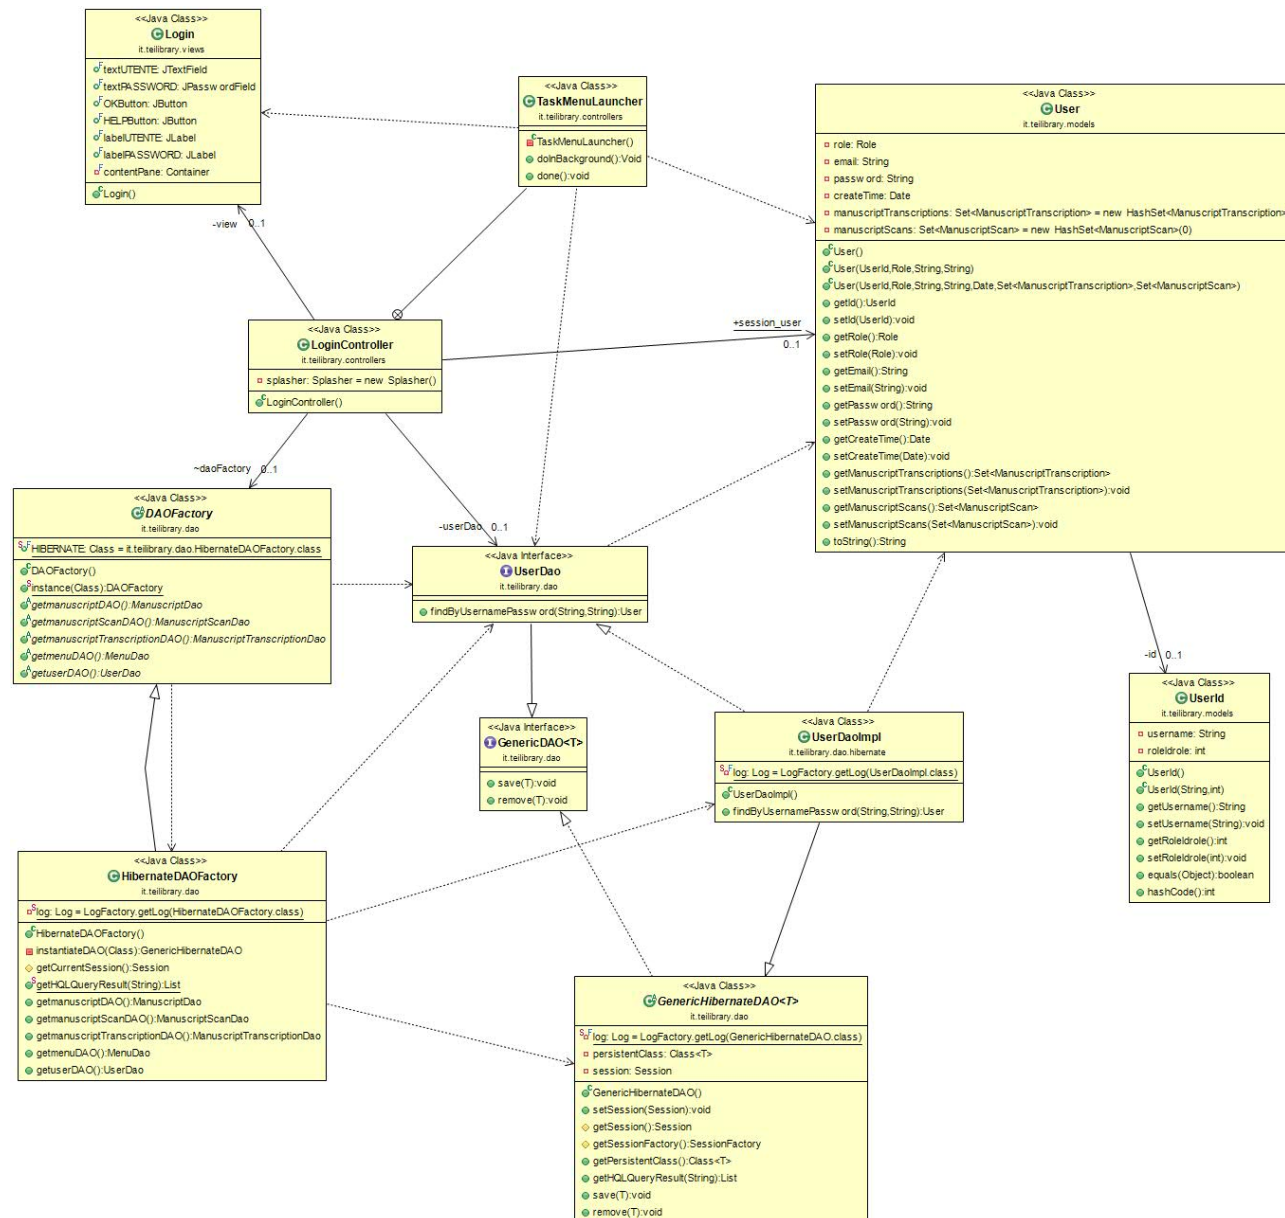 <<Java Class>>
Login
it.teilibrary.views
textUTENTE: JTextField
textPASSWORD: JPasswordField
OKButton: JButton
HELPButton: JButton
labelUTENTE: JLabel
labelPASSWORD: JLabel
contentPane: Container
Login()
<<Java Class>>
TaskMenuLauncher
it.teilibrary.controllers
TaskMenuLauncher()
doInBackground():Void
done():void
<<Java Class>>
User
it.teilibrary.models
role: Role
email: String
password: String
createTime: Date
manuscriptTranscriptions: Set<ManuscriptTranscription> = new HashSet<ManuscriptTranscription>
manuscriptScans: Set<ManuscriptScan> = new HashSet<ManuscriptScan>(0)
User()
User(UserId,Role,String,String)
User(UserId,Role,String,String,Date,Set<ManuscriptTranscription>,Set<ManuscriptScan>)
getId():UserId
setId(UserId):void
getRole():Role
setRole(Role):void
getEmail():String
setEmail(String):void
getPassword():String
setPassword(String):void
getCreateTime():Date
setCreateTime(Date):void
getManuscriptTranscriptions():Set<ManuscriptTranscription>
setManuscriptTranscriptions(Set<ManuscriptTranscription>):void
getManuscriptScans():Set<ManuscriptScan>
setManuscriptScans(Set<ManuscriptScan>):void
toString():String
-view 0..1
<<Java Class>>
LoginController
it.teilibrary.controllers
splasher: Splasher = new Splasher()
LoginController()
+session_user
0..1
~daoFactory 0..1
-userDao 0..1
<<Java Class>>
DAOFactory
it.teilibrary.dao
HIBERNATE: Class = it.teilibrary.dao.HibernateDAOFactory.class
DAOFactory()
instance(Class):DAOFactory
getmanuscriptDAO():ManuscriptDao
getmanuscriptScanDAO():ManuscriptScanDao
getmanuscriptTranscriptionDAO():ManuscriptTranscriptionDao
getmenuDAO():MenuDao
getuserDAO():UserDao
<<Java Interface>>
UserDao
it.teilibrary.dao
findByUsernamePassword(String,String):User
-id 0..1
<<Java Class>>
UserId
it.teilibrary.models
username: String
roleIdrole: int
UserId()
UserId(String,int)
getUsername():String
setUsername(String):void
getRoleIdrole():int
setRoleIdrole(int):void
equals(Object):boolean
hashCode():int
<<Java Interface>>
GenericDAO<T>
it.teilibrary.dao
save(T):void
remove(T):void
<<Java Class>>
UserDaoImpl
it.teilibrary.dao.hibernate
log: Log = LogFactory.getLog(UserDaoImpl.class)
UserDaoImpl()
findByUsernamePassword(String,String):User
<<Java Class>>
HibernateDAOFactory
it.teilibrary.dao
log: Log = LogFactory.getLog(HibernateDAOFactory.class)
HibernateDAOFactory()
instantiateDAO(Class):GenericHibernateDAO
getCurrentSession():Session
getHQLQueryResult(String):List
getmanuscriptDAO():ManuscriptDao
getmanuscriptScanDAO():ManuscriptScanDao
getmanuscriptTranscriptionDAO():ManuscriptTranscriptionDao
getmenuDAO():MenuDao
getuserDAO():UserDao
<<Java Class>>
GenericHibernateDAO<T>
it.teilibrary.dao
log: Log = LogFactory.getLog(GenericHibernateDAO.class)
persistentClass: Class<T>
session: Session
GenericHibernateDAO()
setSession(Session):void
getSession():Session
getSessionFactory():SessionFactory
getPersistentClass():Class<T>
getHQLQueryResult(String):List
save(T):void
remove(T):void